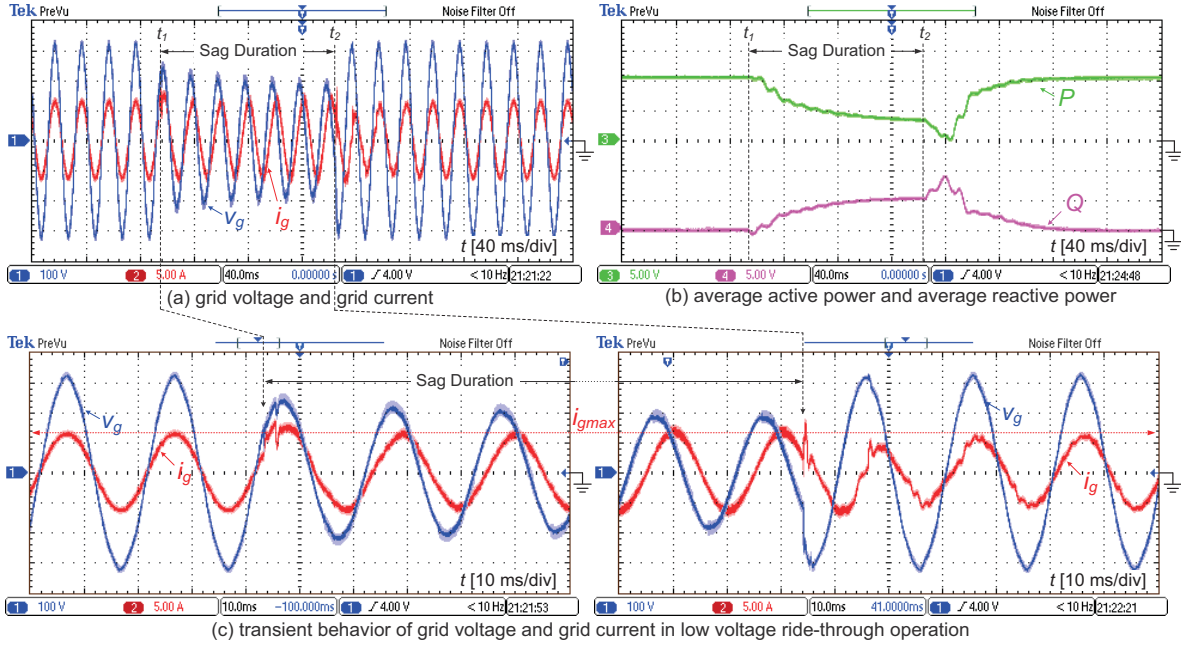 Tek PreVu Noise Filter Off
t1 Sag Duration t2
1
vg ig
t [40 ms/div]
1 100 V 2 5.00 A 40.0ms 0.00000 s 1 4.00 V < 10 Hz 21:21:22
(a) grid voltage and grid current
Tek PreVu Noise Filter Off
t1 Sag Duration t2
P
3
Q
4
t [40 ms/div]
3 5.00 V 4 5.00 V 40.0ms 0.00000 s 1 4.00 V < 10 Hz 21:24:48
(b) average active power and average reactive power
Tek PreVu Noise Filter Off
Sag Duration
vg
igmax
ig
1
t [10 ms/div]
1 100 V 2 5.00 A 10.0ms −100.000ms 1 4.00 V < 10 Hz 21:21:53
Tek PreVu Noise Filter Off
vg
1
ig
t [10 ms/div]
1 100 V 2 5.00 A 10.0ms 41.0000ms 1 4.00 V < 10 Hz 21:22:21
(c) transient behavior of grid voltage and grid current in low voltage ride-through operation